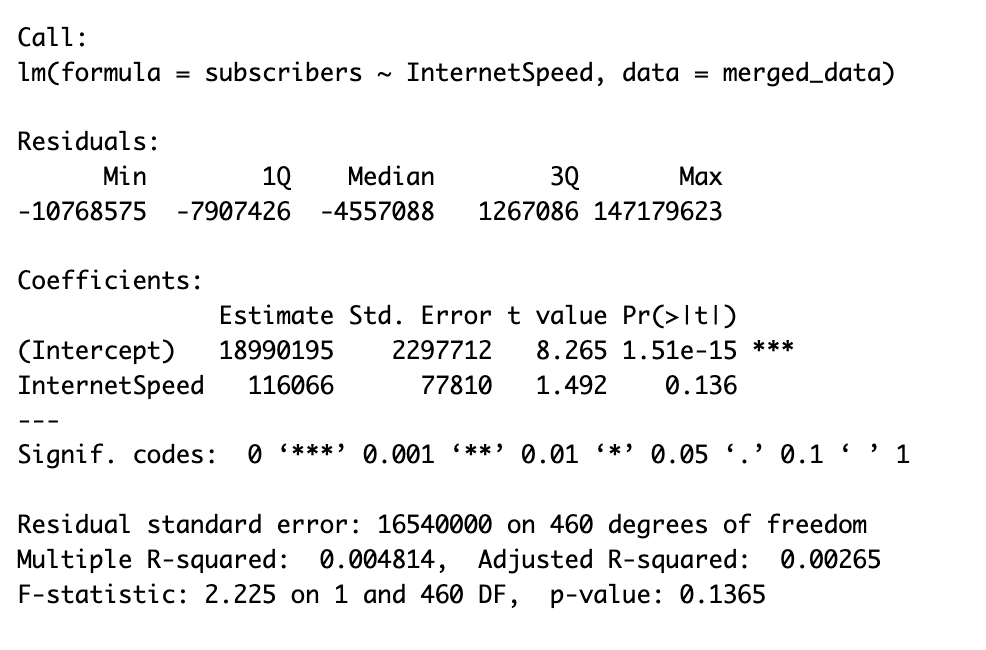 Call:
lm(formula = subscribers ~ InternetSpeed, data = merged_data)
Residuals:
Min 1Q Median 3Q Max
-10768575 -7907426 -4557088 1267086 147179623
Coefficients:
Estimate Std. Error t value Pr(>|t|)
(Intercept) 18990195 2297712 8.265 1.51e-15 ***
InternetSpeed 116066 77810 1.492 0.136
---
Signif. codes: 0 ‘***’ 0.001 ‘**’ 0.01 ‘*’ 0.05 ‘.’ 0.1 ‘ ’ 1
Residual standard error: 16540000 on 460 degrees of freedom
Multiple R-squared: 0.004814, Adjusted R-squared: 0.00265
F-statistic: 2.225 on 1 and 460 DF, p-value: 0.1365